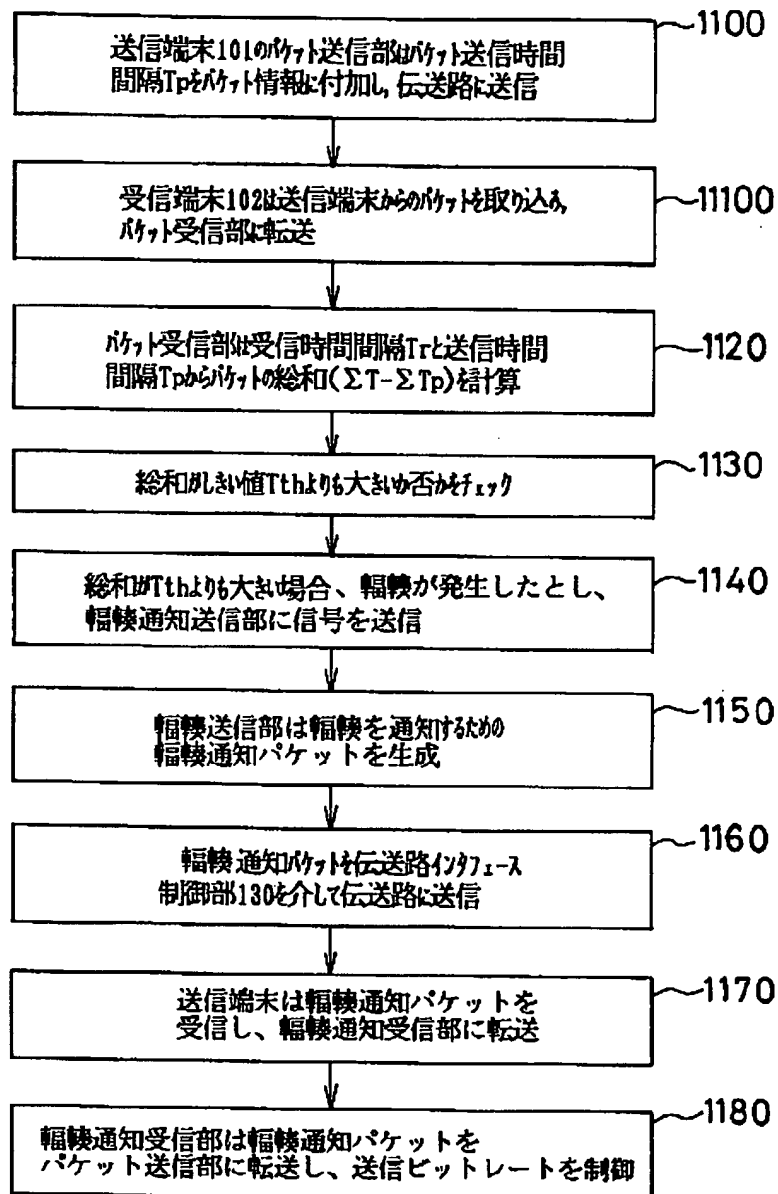 送信端末101のパケット送信部はパケット送信時間
間隔Tpをパケット情報に付加し,伝送路に送信
1100
受信端末102は送信端末からのパケットを取り込み,
パケット受信部に転送
11100
パケット受信部は受信時間間隔Trと送信時間
間隔Tpからパケットの総和(ΣT-ΣTp)を計算
1120
総和がしきい値Tthよりも大きいか否かをチェック
1130
総和がTthよりも大きい場合、輻輳が発生したとし、
輻輳通知送信部に信号を送信
1140
輻輳送信部は輻輳を通知するための
輻輳通知パケットを生成
1150
輻輳通知パケットを伝送路インタフェース
制御部130を介して伝送路に送信
1160
送信端末は輻輳通知パケットを
受信し、輻輳通知受信部に転送
1170
輻輳通知受信部は輻輳通知パケットを
パケット送信部に転送し、送信ビットレートを制御
1180